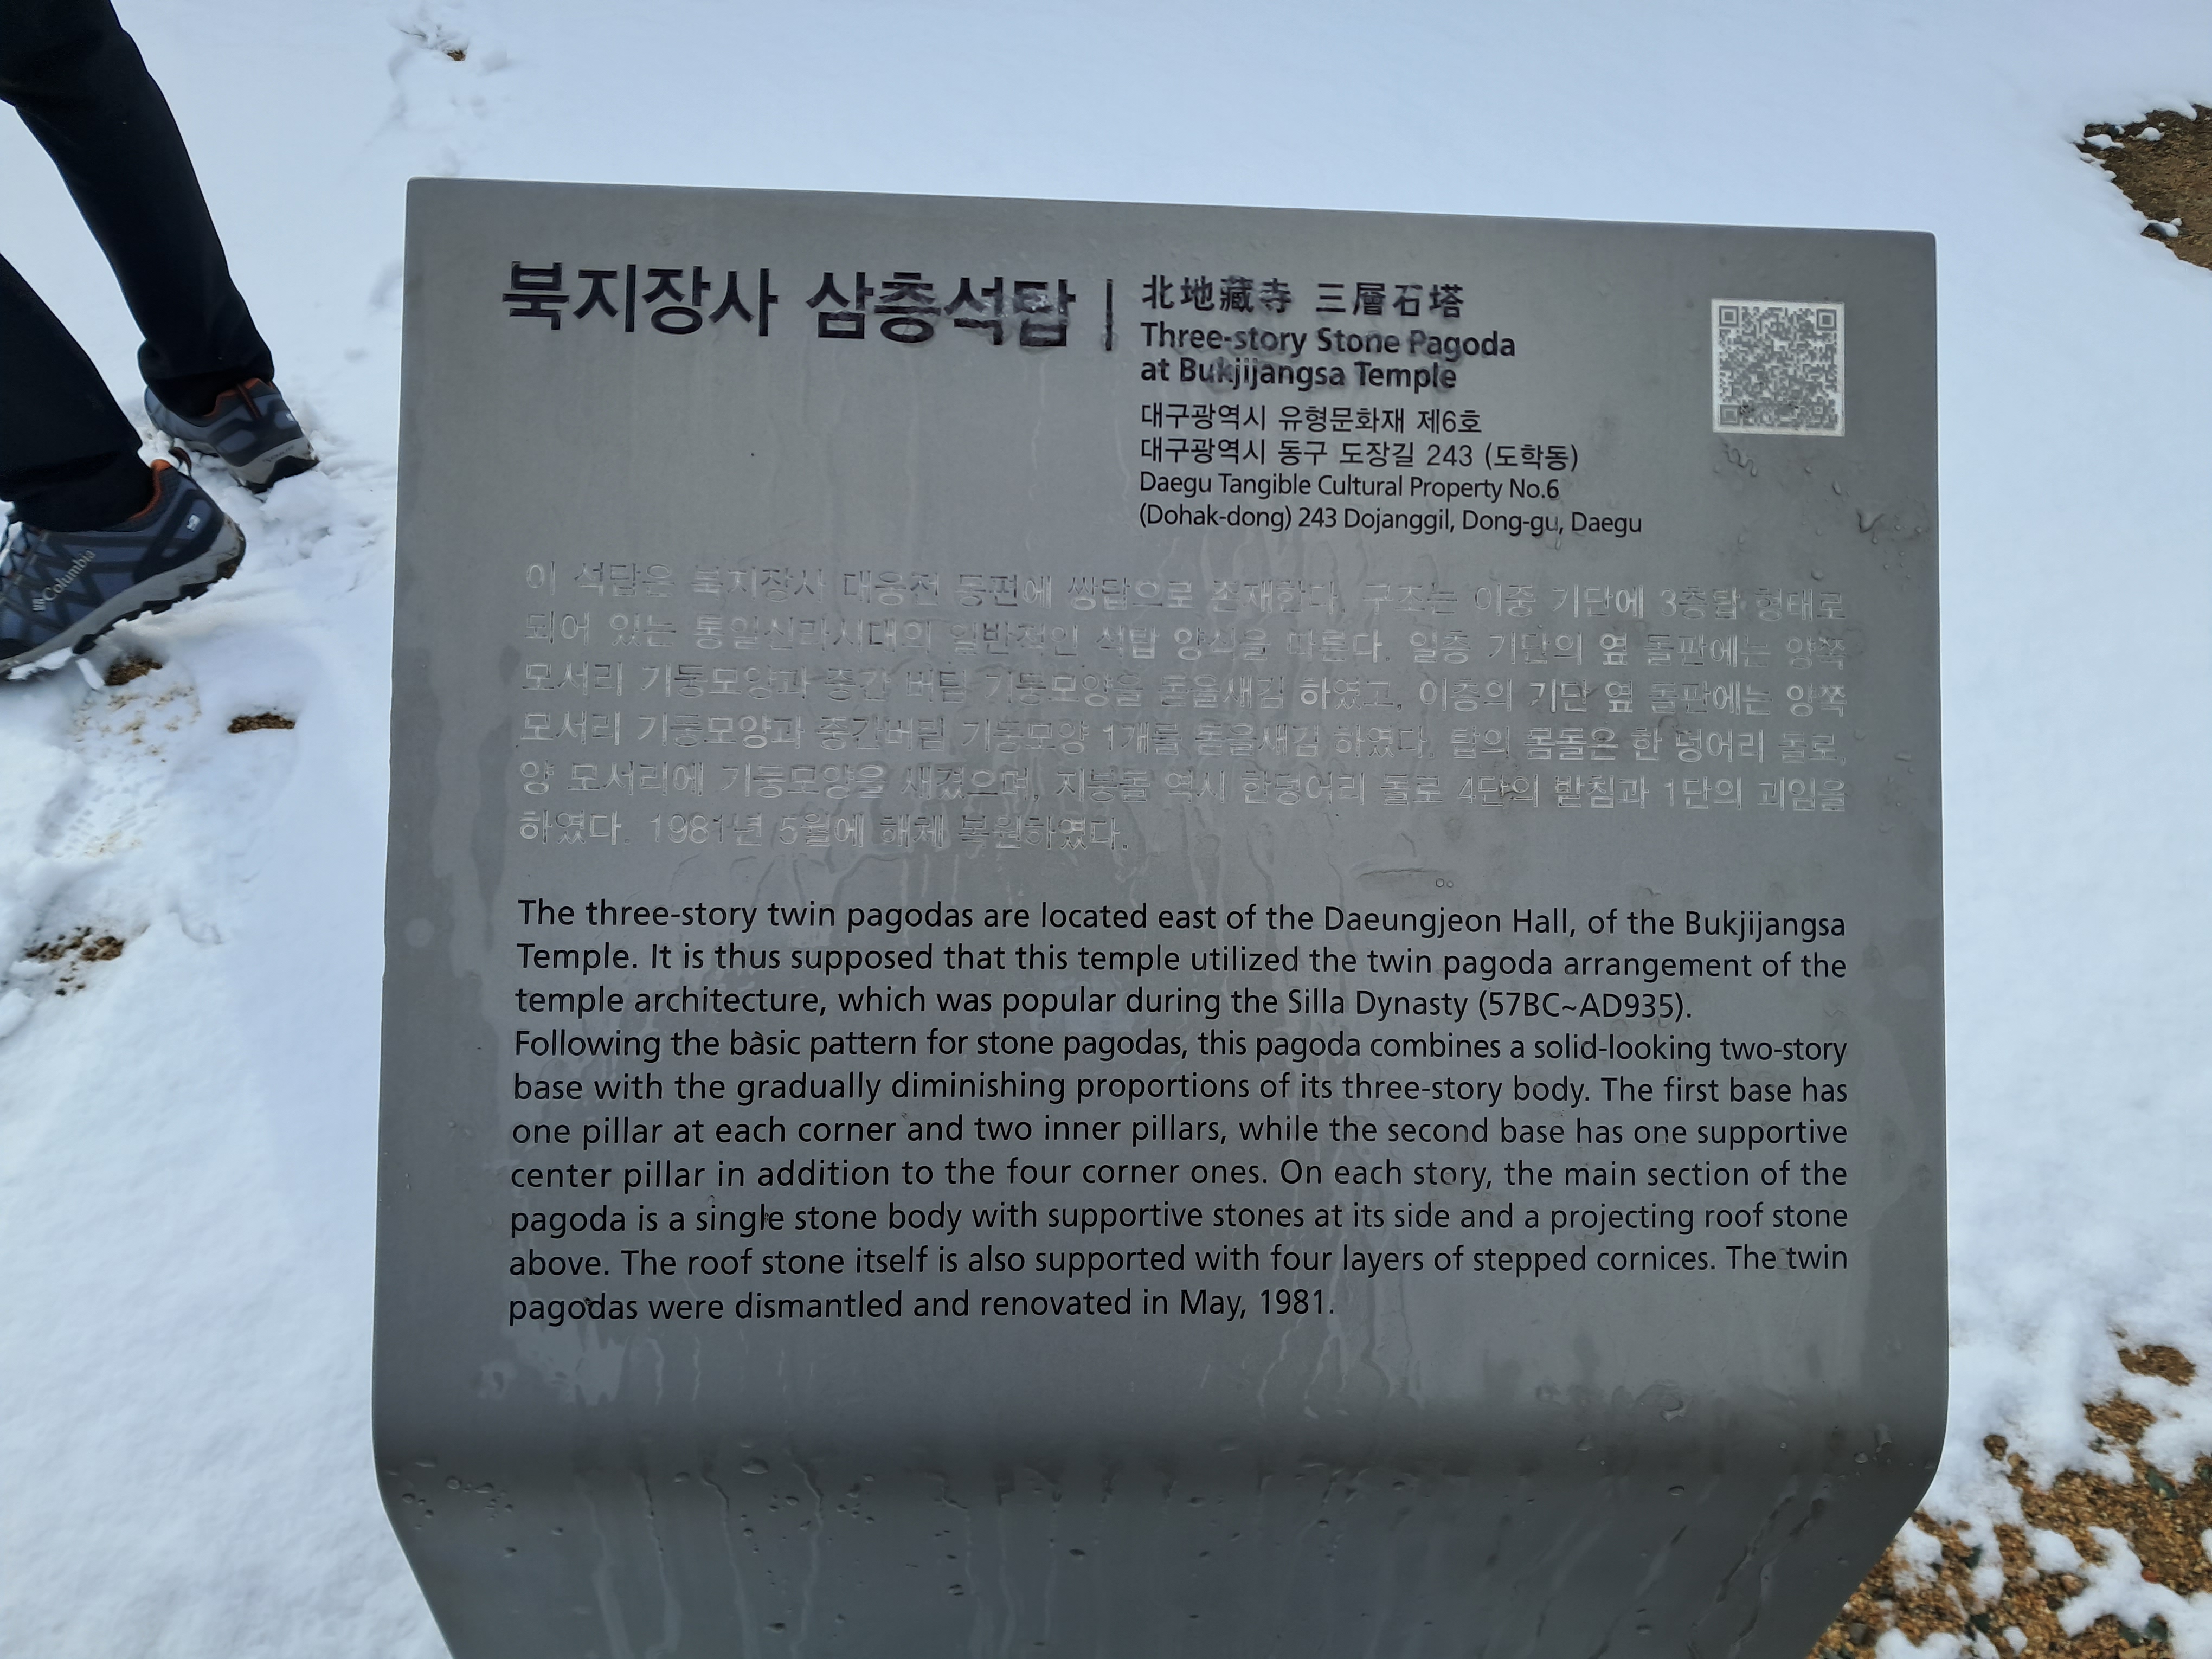 북지장사 삼층석탑
北地藏寺 三層石塔
Three-story Stone Pagoda
at Bukjijangsa Temple
대구광역시 유형문화재 제6호
대구광역시 동구 도장길 243 (도학동)
Daegu Tangible Cultural Property No.6
(Dohak-dong) 243 Dojanggil, Dong-gu, Daegu
이 석탑은 북지장사 대웅전 동편에 쌍탑으로 존재한다. 구조는 이중 기단에 3층탑 형태로
되어 있는 통일신라시대의 일반적인 석탑 양식을 따른다. 일층 기단의 옆 돌판에는 양쪽
모서리 기둥모양과 중간 버팀 기둥모양을 돋을새김 하였고, 이층의 기단 옆 돌판에는 양쪽
모서리 기둥모양과 중간버팀 기둥모양 1개를 돋을새김 하였다. 탑의 몸돌은 한 덩어리 돌로,
양 모서리에 기둥모양을 새겼으며, 지붕돌 역시 한덩어리 돌로 4단의 받침과 1단의 괴임을
하였다. 1981년 5월에 해체 복원하였다.
The three-story twin pagodas are located east of the Daeungjeon Hall, of the Bukjijangsa
Temple. It is thus supposed that this temple utilized the twin pagoda arrangement of the
temple architecture, which was popular during the Silla Dynasty (57BC~AD935).
Following the basic pattern for stone pagodas, this pagoda combines a solid-looking two-story
base with the gradually diminishing proportions of its three-story body. The first base has
one pillar at each corner and two inner pillars, while the second base has one supportive
center pillar in addition to the four corner ones. On each story, the main section of the
pagoda is a single stone body with supportive stones at its side and a projecting roof stone
above. The roof stone itself is also supported with four layers of stepped cornices. The twin
pagodas were dismantled and renovated in May, 1981.
Columbia